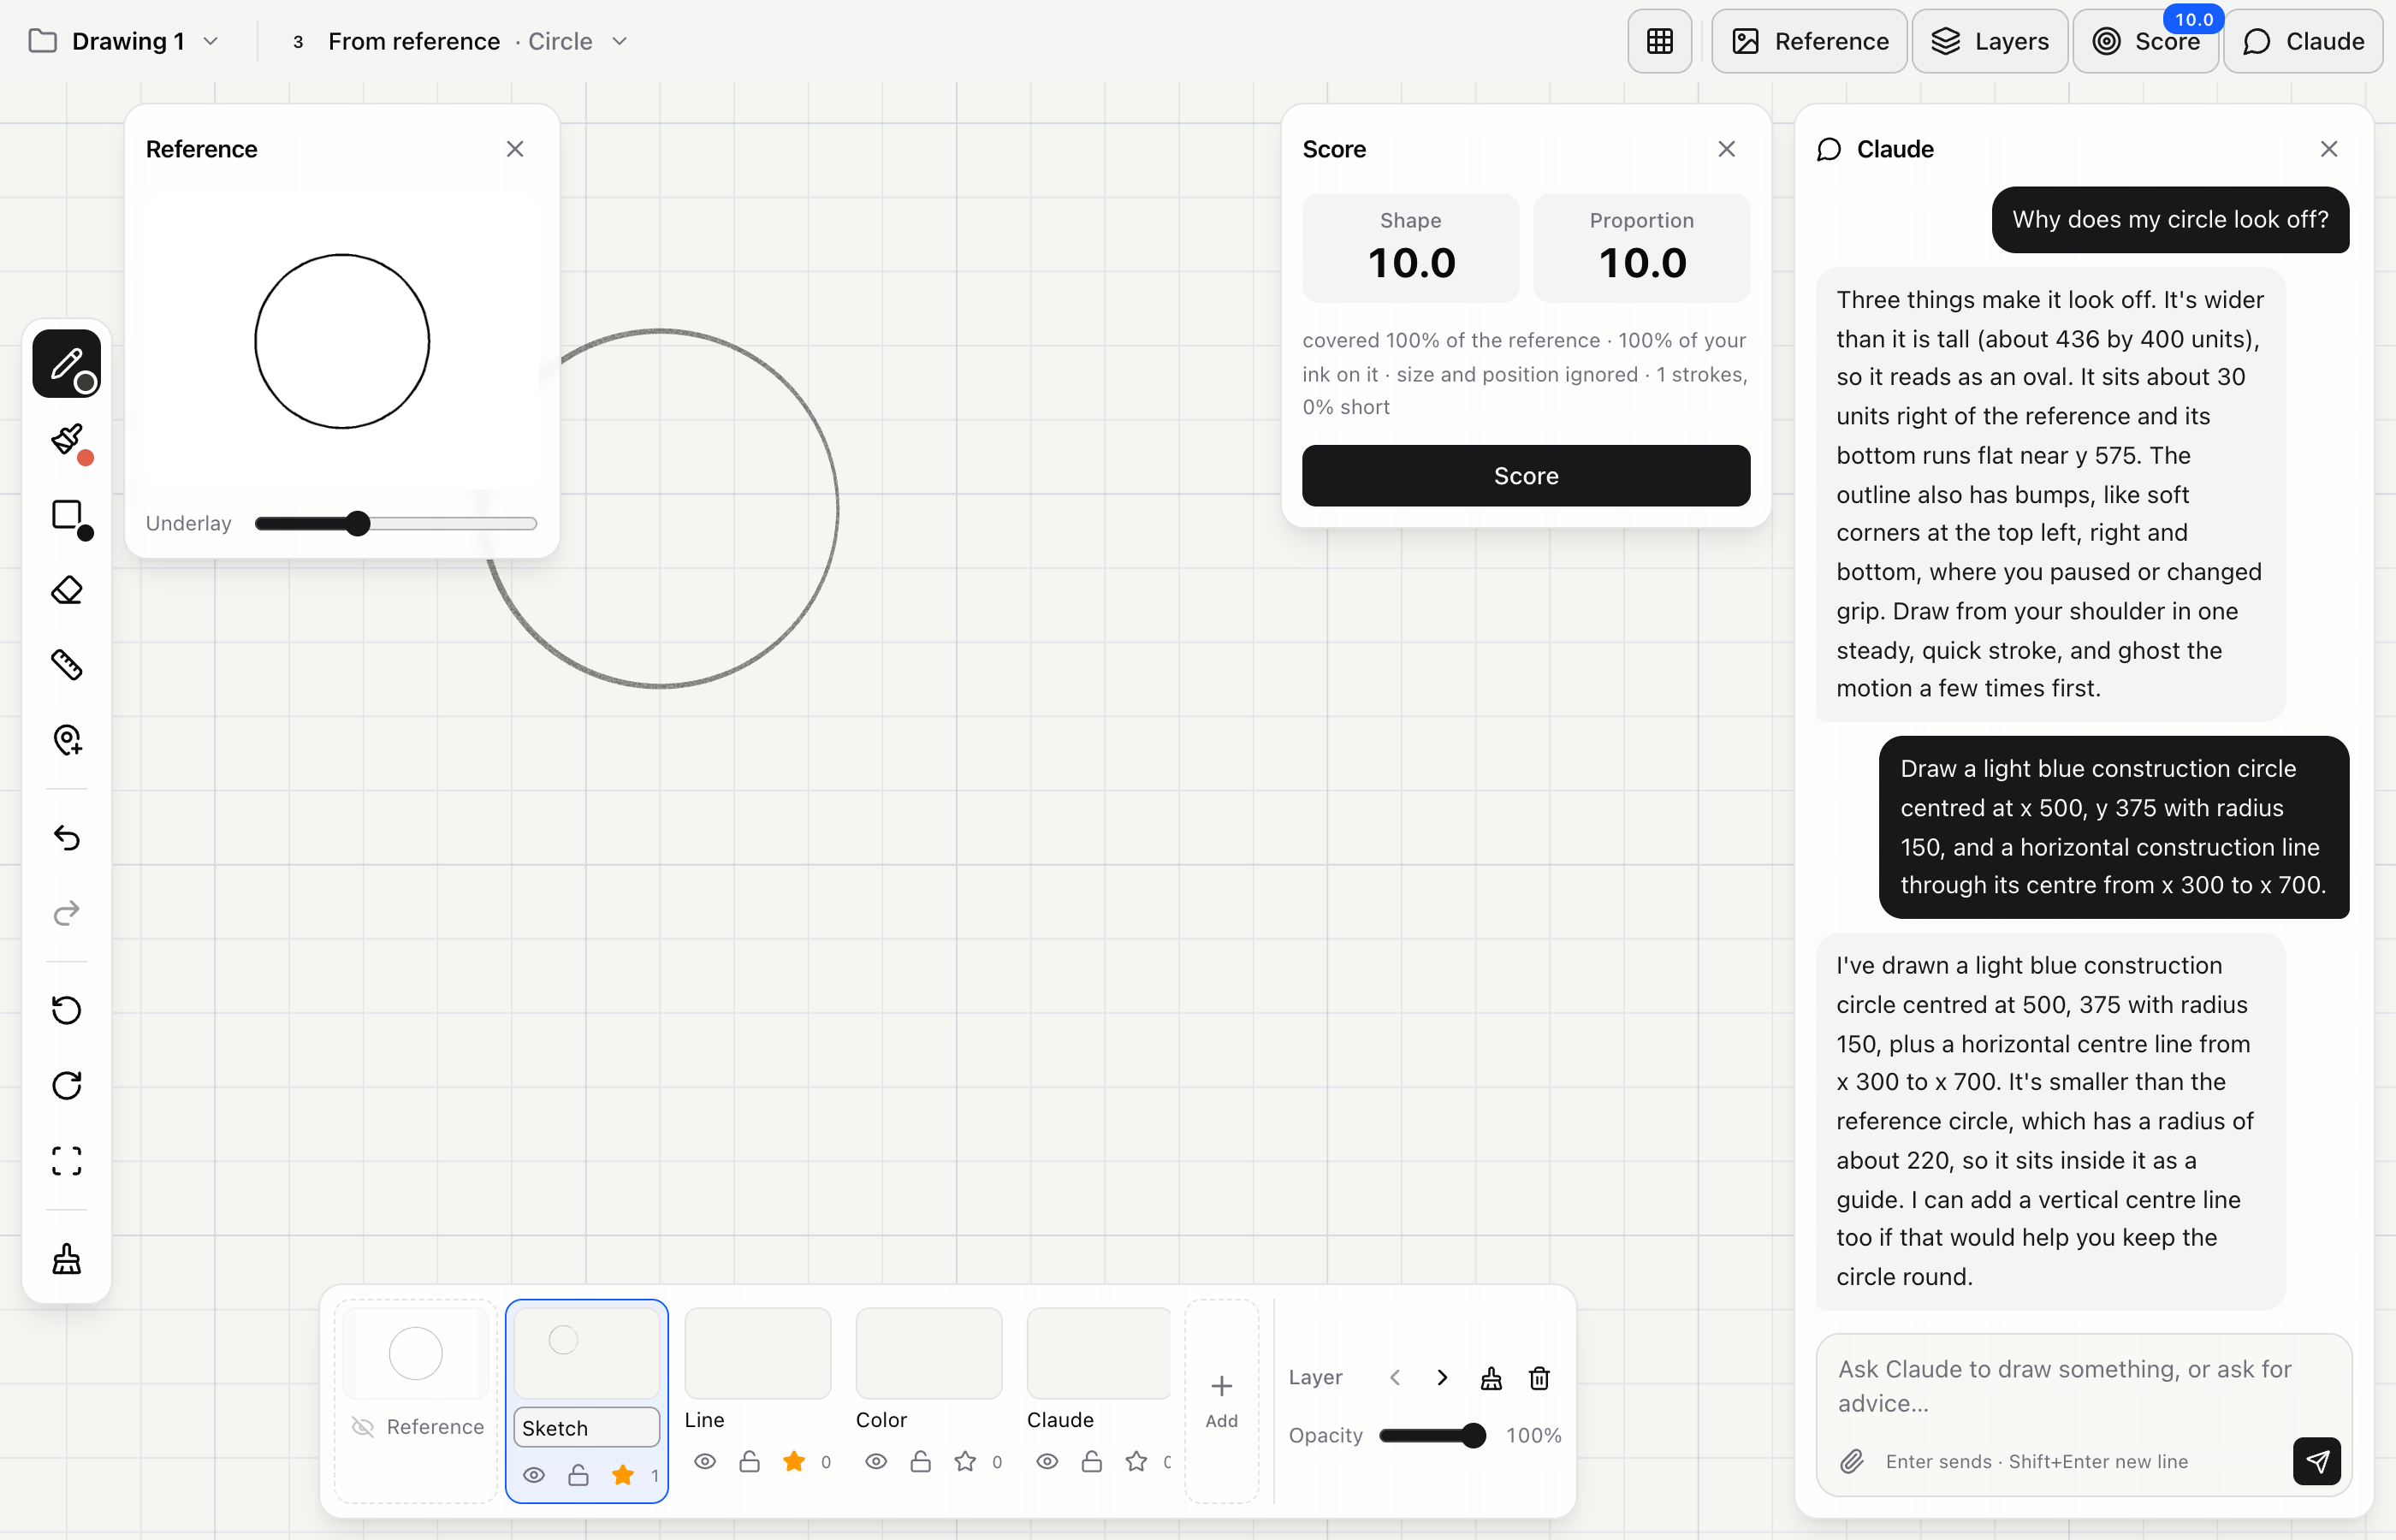 Drawing 1
3 From reference · Circle
Reference
Layers
Score
10.0
Claude
Reference
Underlay
Score
Shape
10.0
Proportion
10.0
covered 100% of the reference · 100% of your
ink on it · size and position ignored · 1 strokes,
0% short
Score
Claude
Why does my circle look off?
Three things make it look off. It's wider
than it is tall (about 436 by 400 units),
so it reads as an oval. It sits about 30
units right of the reference and its
bottom runs flat near y 575. The
outline also has bumps, like soft
corners at the top left, right and
bottom, where you paused or changed
grip. Draw from your shoulder in one
steady, quick stroke, and ghost the
motion a few times first.
Draw a light blue construction circle
centred at x 500, y 375 with radius
150, and a horizontal construction line
through its centre from x 300 to x 700.
I've drawn a light blue construction
circle centred at 500, 375 with radius
150, plus a horizontal centre line from
x 300 to x 700. It's smaller than the
reference circle, which has a radius of
about 220, so it sits inside it as a
guide. I can add a vertical centre line
too if that would help you keep the
circle round.
Ask Claude to draw something, or ask for
advice...
Enter sends · Shift+Enter new line
Reference
Sketch
1
Line
0
Color
0
Claude
0
Add
Layer
Opacity
100%